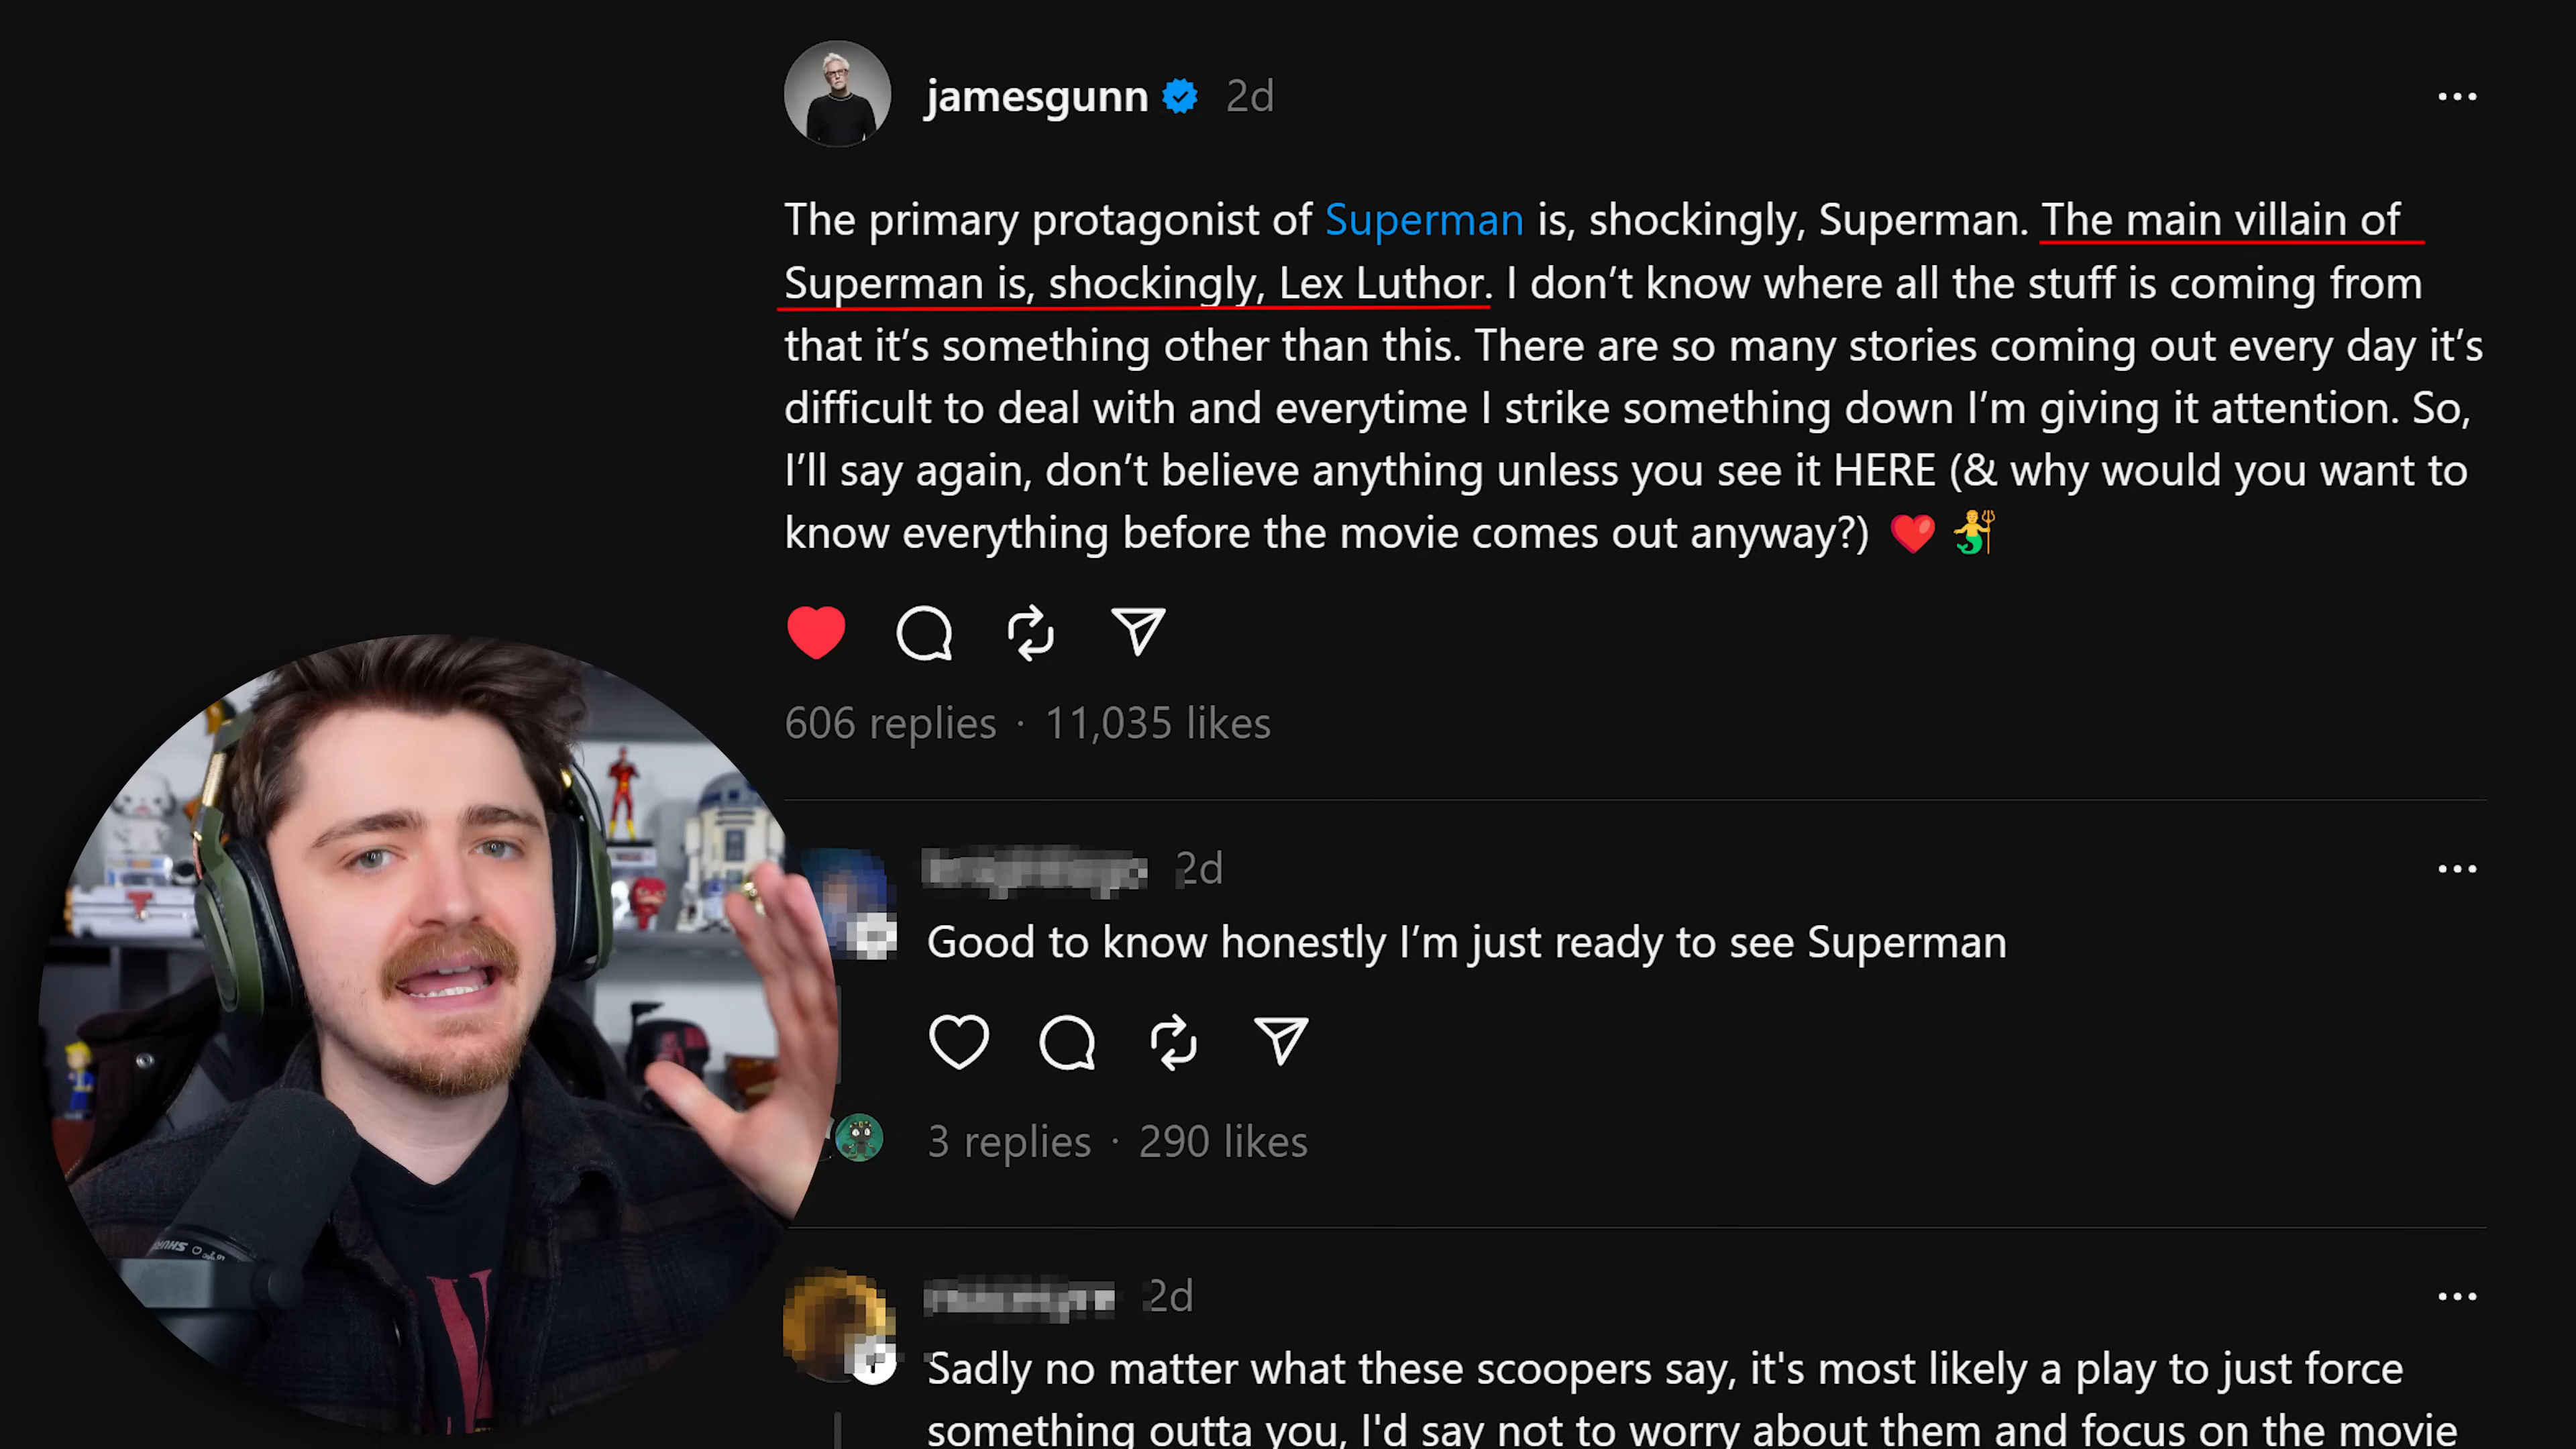 jamesgunn 2d
The primary protagonist of Superman is, shockingly, Superman. The main villain of
Superman is, shockingly, Lex Luthor. I don’t know where all the stuff is coming from
that it’s something other than this. There are so many stories coming out every day it’s
difficult to deal with and everytime I strike something down I’m giving it attention. So,
I’ll say again, don’t believe anything unless you see it HERE (& why would you want to
know everything before the movie comes out anyway?) ❤️ 🧜‍♂️
606 replies · 11,035 likes
2d
Good to know honestly I’m just ready to see Superman
3 replies · 290 likes
2d
Sadly no matter what these scoopers say, it's most likely a play to just force
something outta you, I'd say not to worry about them and focus on the movie
SHURE